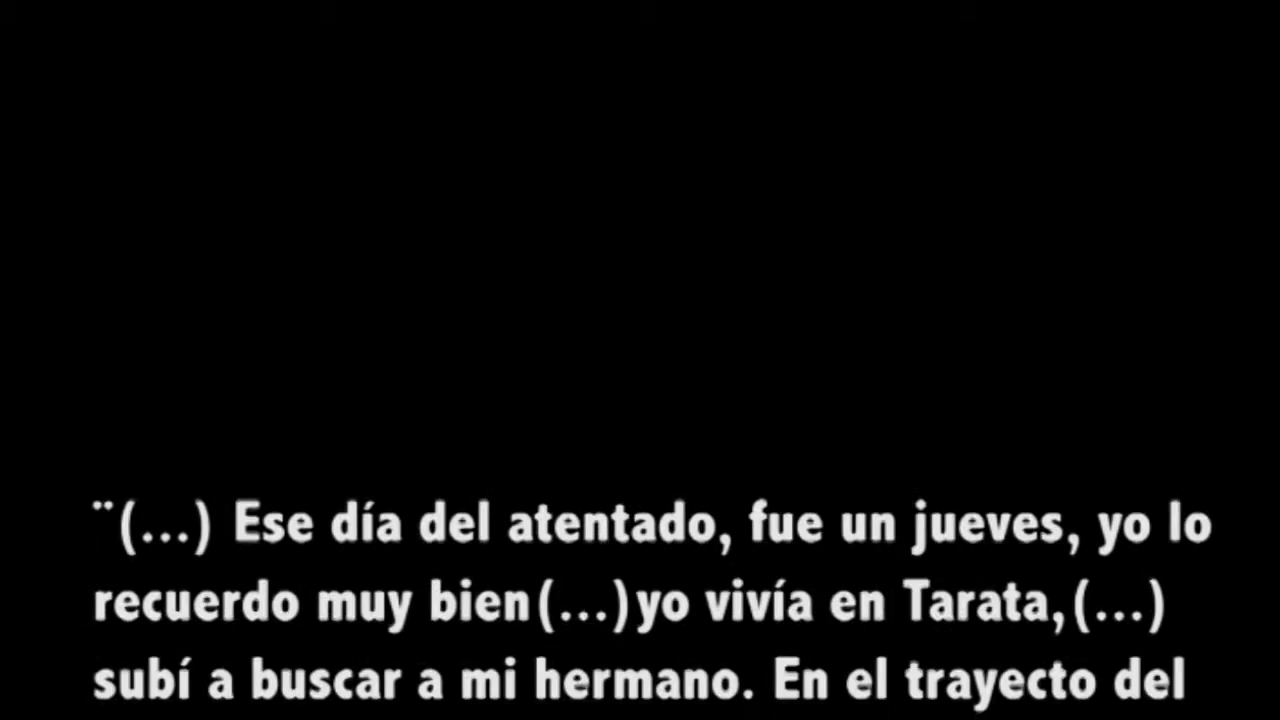 ¨(...) Ese día del atentado, fue un jueves, yo lo
recuerdo muy bien(...)yo vivía en Tarata,(...)
subí a buscar a mi hermano. En el trayecto del